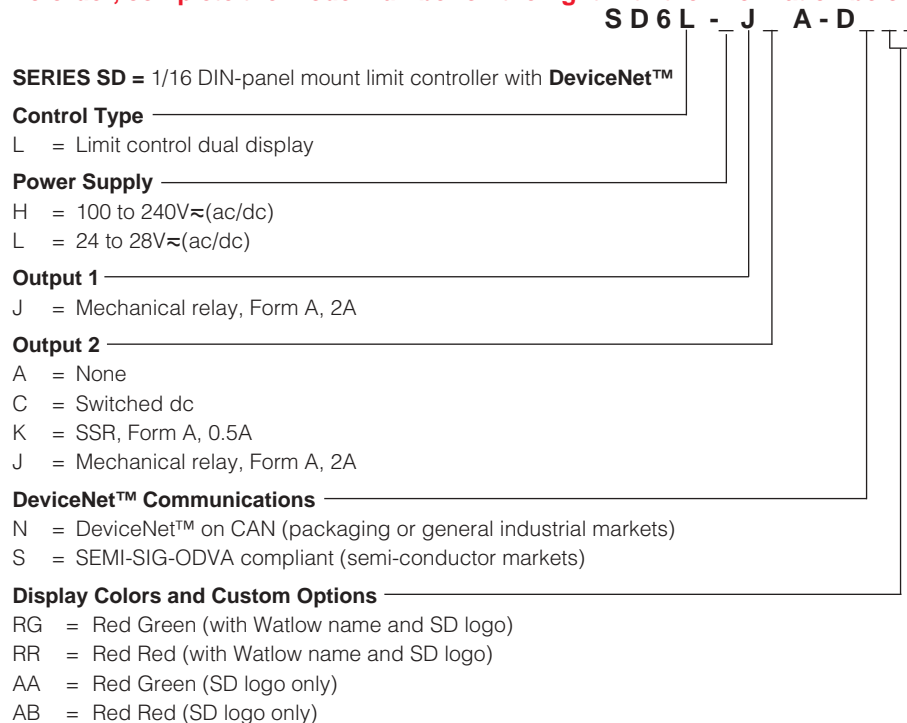 SD6L-_J_A-D_ _ _
SERIES SD = 1/16 DIN-panel mount limit controller with DeviceNet™
Control Type
L = Limit control dual display
Power Supply
H = 100 to 240V≂(ac/dc)
L = 24 to 28V≂(ac/dc)
Output 1
J = Mechanical relay, Form A, 2A
Output 2
A = None
C = Switched dc
K = SSR, Form A, 0.5A
J = Mechanical relay, Form A, 2A
DeviceNet™ Communications
N = DeviceNet™ on CAN (packaging or general industrial markets)
S = SEMI-SIG-ODVA compliant (semi-conductor markets)
Display Colors and Custom Options
RG = Red Green (with Watlow name and SD logo)
RR = Red Red (with Watlow name and SD logo)
AA = Red Green (SD logo only)
AB = Red Red (SD logo only)